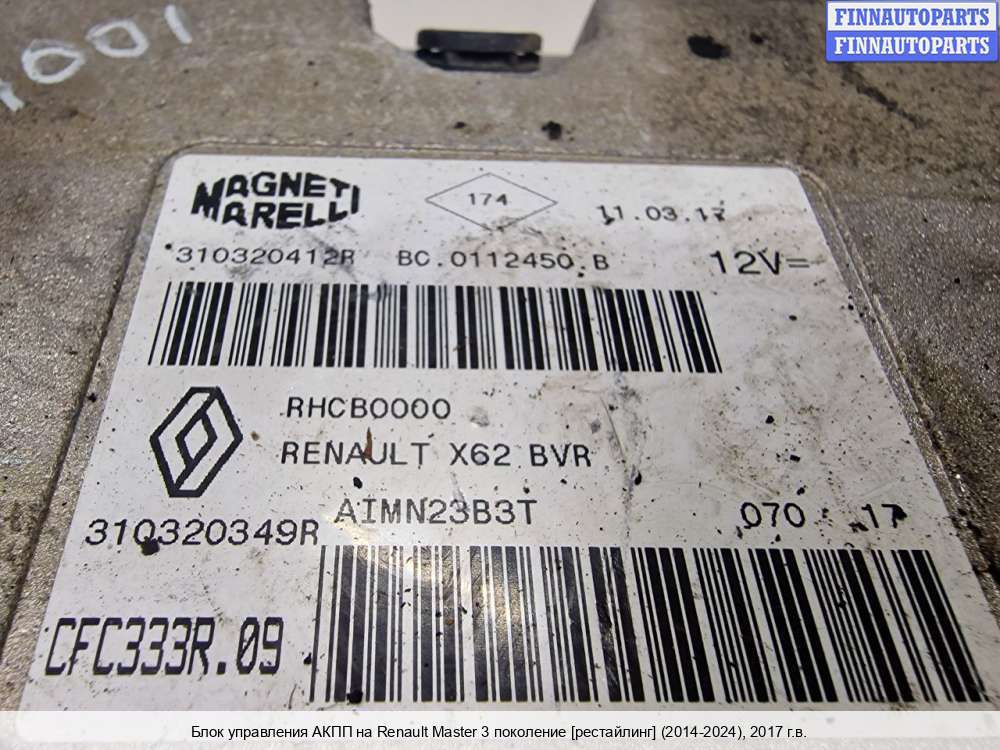 FINNAUTOPARTS
FINNAUTOPARTS
1001
MAGNETI
MARELLI
174
11.03.17
310320412R BC.0112450.B 12V=
RHCB0000
RENAULT X62 BVR
AIMN23B3T
070 17
310320349R
CFC333R.09
Блок управления АКПП на Renault Master 3 поколение [рестайлинг] (2014-2024), 2017 г.в.